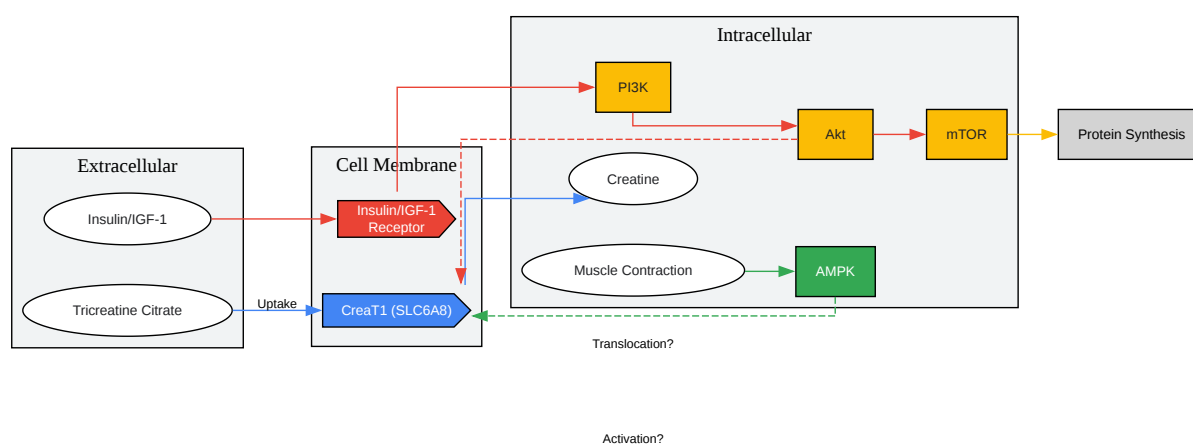 Intracellular
PI3K
Akt
mTOR
Protein Synthesis
Extracellular
Cell Membrane
Creatine
Insulin/IGF-1
Insulin/IGF-1
Receptor
Muscle Contraction
AMPK
Tricreatine Citrate
Uptake
CreaT1 (SLC6A8)
Translocation?
Activation?